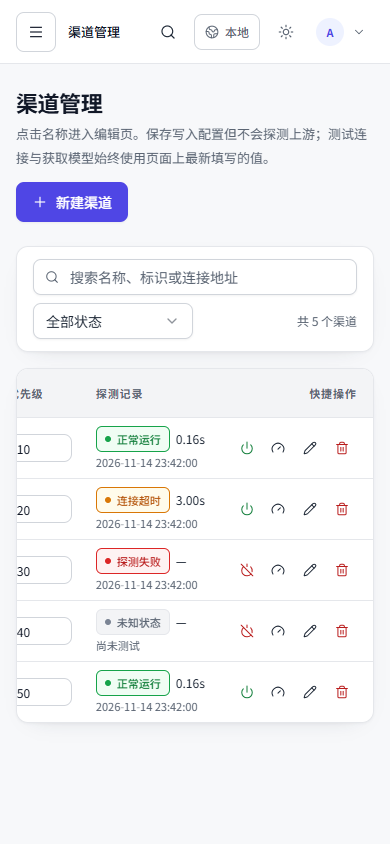 渠道管理
本地
A
渠道管理
点击名称进入编辑页。保存写入配置但不会探测上游；测试连
接与获取模型始终使用页面上最新填写的值。
新建渠道
搜索名称、标识或连接地址
全部状态
共 5 个渠道
先级 探测记录 快捷操作
10 正常运行 0.16s
2026-11-14 23:42:00
20 连接超时 3.00s
2026-11-14 23:42:00
30 探测失败 —
2026-11-14 23:42:00
40 未知状态 —
尚未测试
50 正常运行 0.16s
2026-11-14 23:42:00